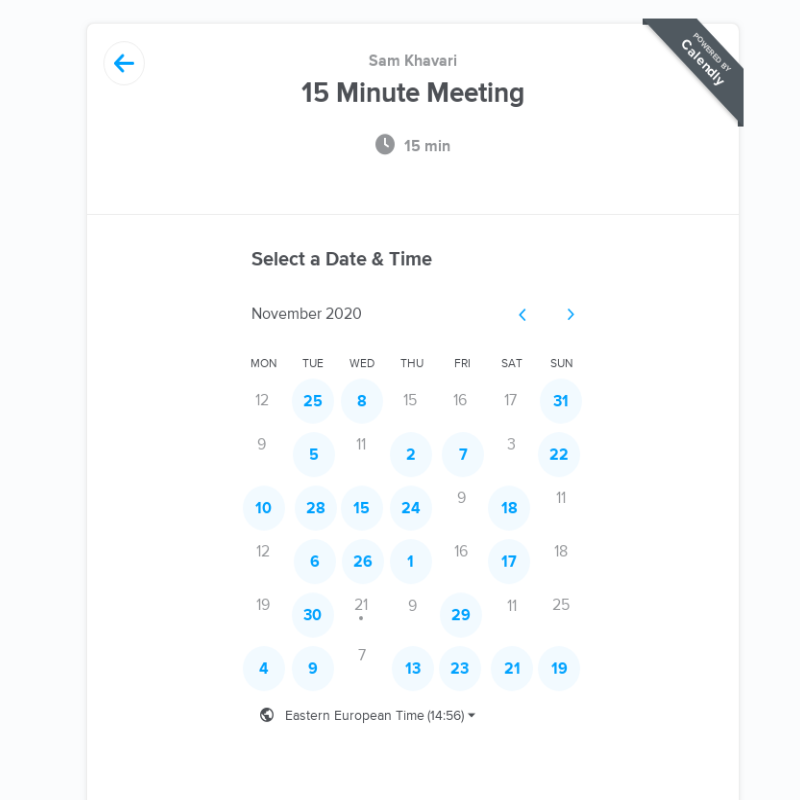 POWERED BY
Calendly
Sam Khavari
15 Minute Meeting
15 min
Select a Date & Time
November 2020
MON TUE WED THU FRI SAT SUN
12 25 8 15 16 17 31
9 5 11 2 7 3 22
10 28 15 24 9 18 11
12 6 26 1 16 17 18
19 30 21 9 29 11 25
4 9 7 13 23 21 19
Eastern European Time (14:56)